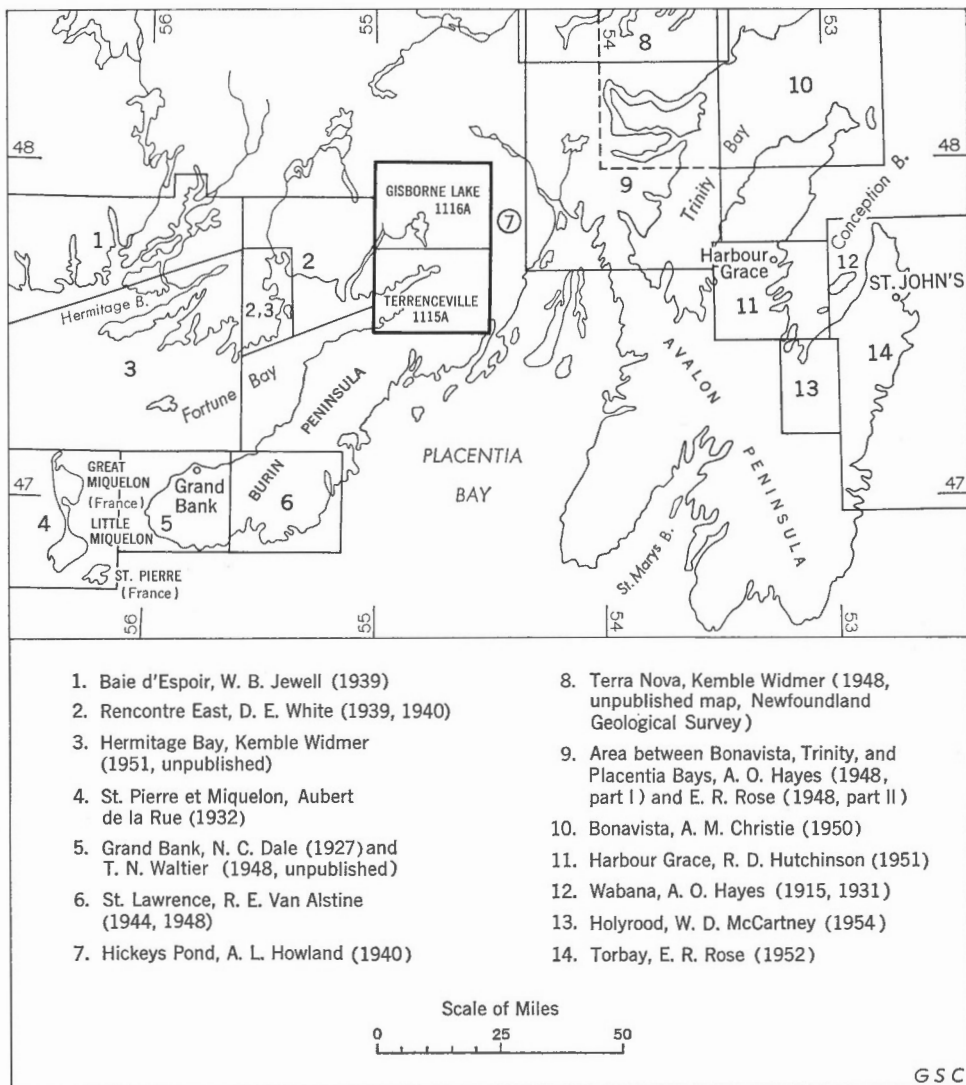 56
55
54
53
8
10
48
48
9
Trinity
Bay
Conception B.
GISBORNE LAKE
1116A
7
1
2
Hermitage B.
2,3
TERRENCEVILLE
1115A
Harbour
Grace
12
ST. JOHN'S
11
14
3
Fortune Bay
PENINSULA
AVALON
13
PLACENTIA
BAY
PENINSULA
47
47
GREAT
MIQUELON
(France)
LITTLE
MIQUELON
4
Grand
Bank
5
BURIN
6
St. Marys B.
ST. PIERRE
(France)
56
55
54
53
1. Baie d'Espoir, W. B. Jewell (1939)
2. Rencontre East, D. E. White (1939, 1940)
3. Hermitage Bay, Kemble Widmer
(1951, unpublished)
4. St. Pierre et Miquelon, Aubert
de la Rue (1932)
5. Grand Bank, N. C. Dale (1927) and
T. N. Waltier (1948, unpublished)
6. St. Lawrence, R. E. Van Alstine
(1944, 1948)
7. Hickeys Pond, A. L. Howland (1940)
8. Terra Nova, Kemble Widmer (1948,
unpublished map, Newfoundland
Geological Survey)
9. Area between Bonavista, Trinity, and
Placentia Bays, A. O. Hayes (1948,
part I) and E. R. Rose (1948, part II)
10. Bonavista, A. M. Christie (1950)
11. Harbour Grace, R. D. Hutchinson (1951)
12. Wabana, A. O. Hayes (1915, 1931)
13. Holyrood, W. D. McCartney (1954)
14. Torbay, E. R. Rose (1952)
Scale of Miles
0 25 50
GSC